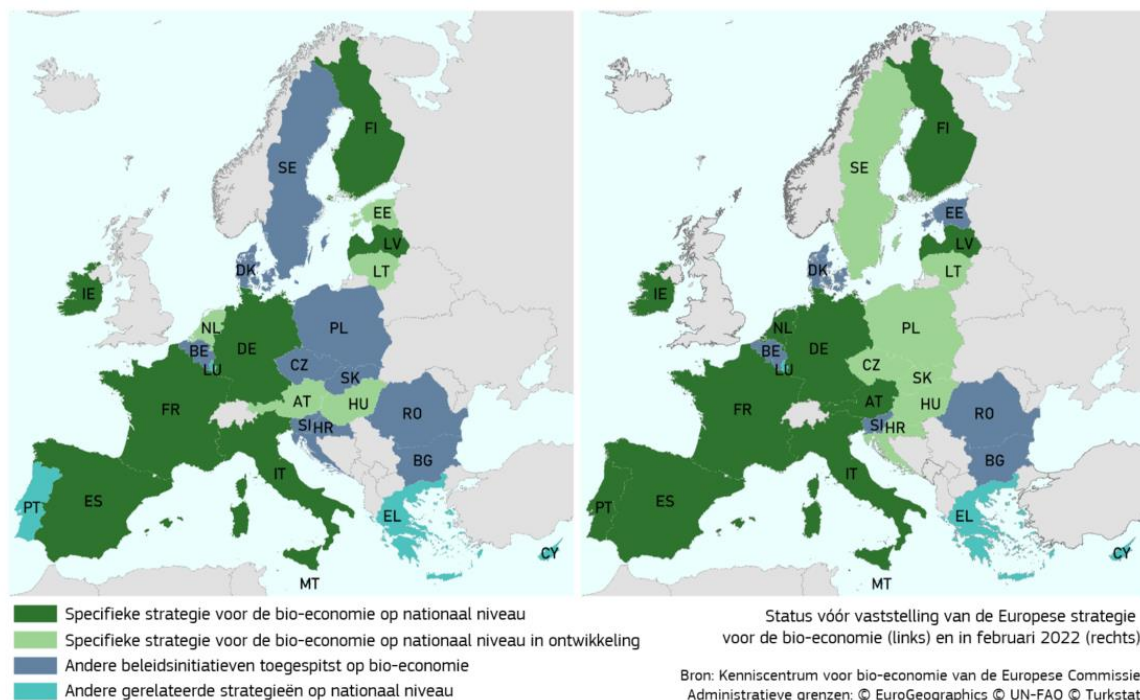 FI
SE
EE
LV
LT
DK
IE
NL
BE
DE
PL
LU
CZ
SK
FR
AT
HU
SI
HR
RO
IT
BG
PT
ES
EL
MT
CY
FI
SE
EE
LV
LT
DK
IE
NL
BE
DE
PL
LU
CZ
SK
FR
AT
HU
SI
HR
RO
IT
BG
PT
ES
EL
MT
CY
Specifieke strategie voor de bio-economie op nationaal niveau
Specifieke strategie voor de bio-economie op nationaal niveau in ontwikkeling
Andere beleidsinitiatieven toegespitst op bio-economie
Andere gerelateerde strategieën op nationaal niveau
Status vóór vaststelling van de Europese strategie
voor de bio-economie (links) en in februari 2022 (rechts)
Bron: Kenniscentrum voor bio-economie van de Europese Commissie
Administratieve grenzen: © EuroGeographics © UN-FAO © Turkstat